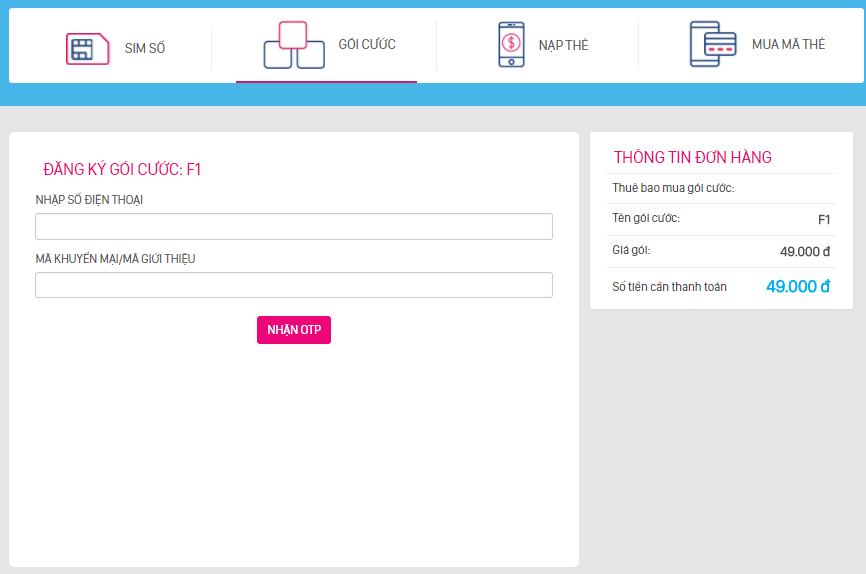 SIM SỐ
GÓI CƯỚC
NẠP THẺ
MUA MÃ THẺ
ĐĂNG KÝ GÓI CƯỚC: F1
NHẬP SỐ ĐIỆN THOẠI
MÃ KHUYẾN MẠI/MÃ GIỚI THIỆU
NHẬN OTP
THÔNG TIN ĐƠN HÀNG
Thuê bao mua gói cước:
Tên gói cước: F1
Giá gói: 49.000 đ
Số tiền cần thanh toán 49.000 đ